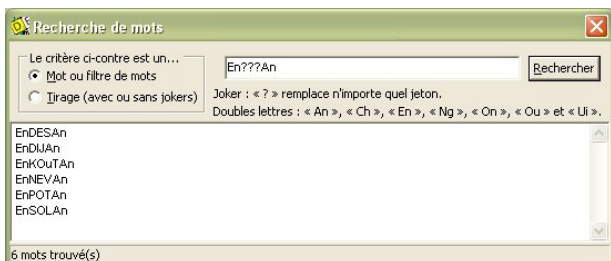 Recherche de mots
Le critère ci-contre est un...
Mot ou filtre de mots
Tirage (avec ou sans jokers)
En???An
Rechercher
Joker : « ? » remplace n'importe quel jeton.
Doubles lettres : « An », « Ch », « En », « Ng », « On », « Ou » et « Ui ».
EnDESAn
EnDIJAn
EnKOuTAn
EnNEVAn
EnPOTAn
EnSOLAn
6 mots trouvé(s)